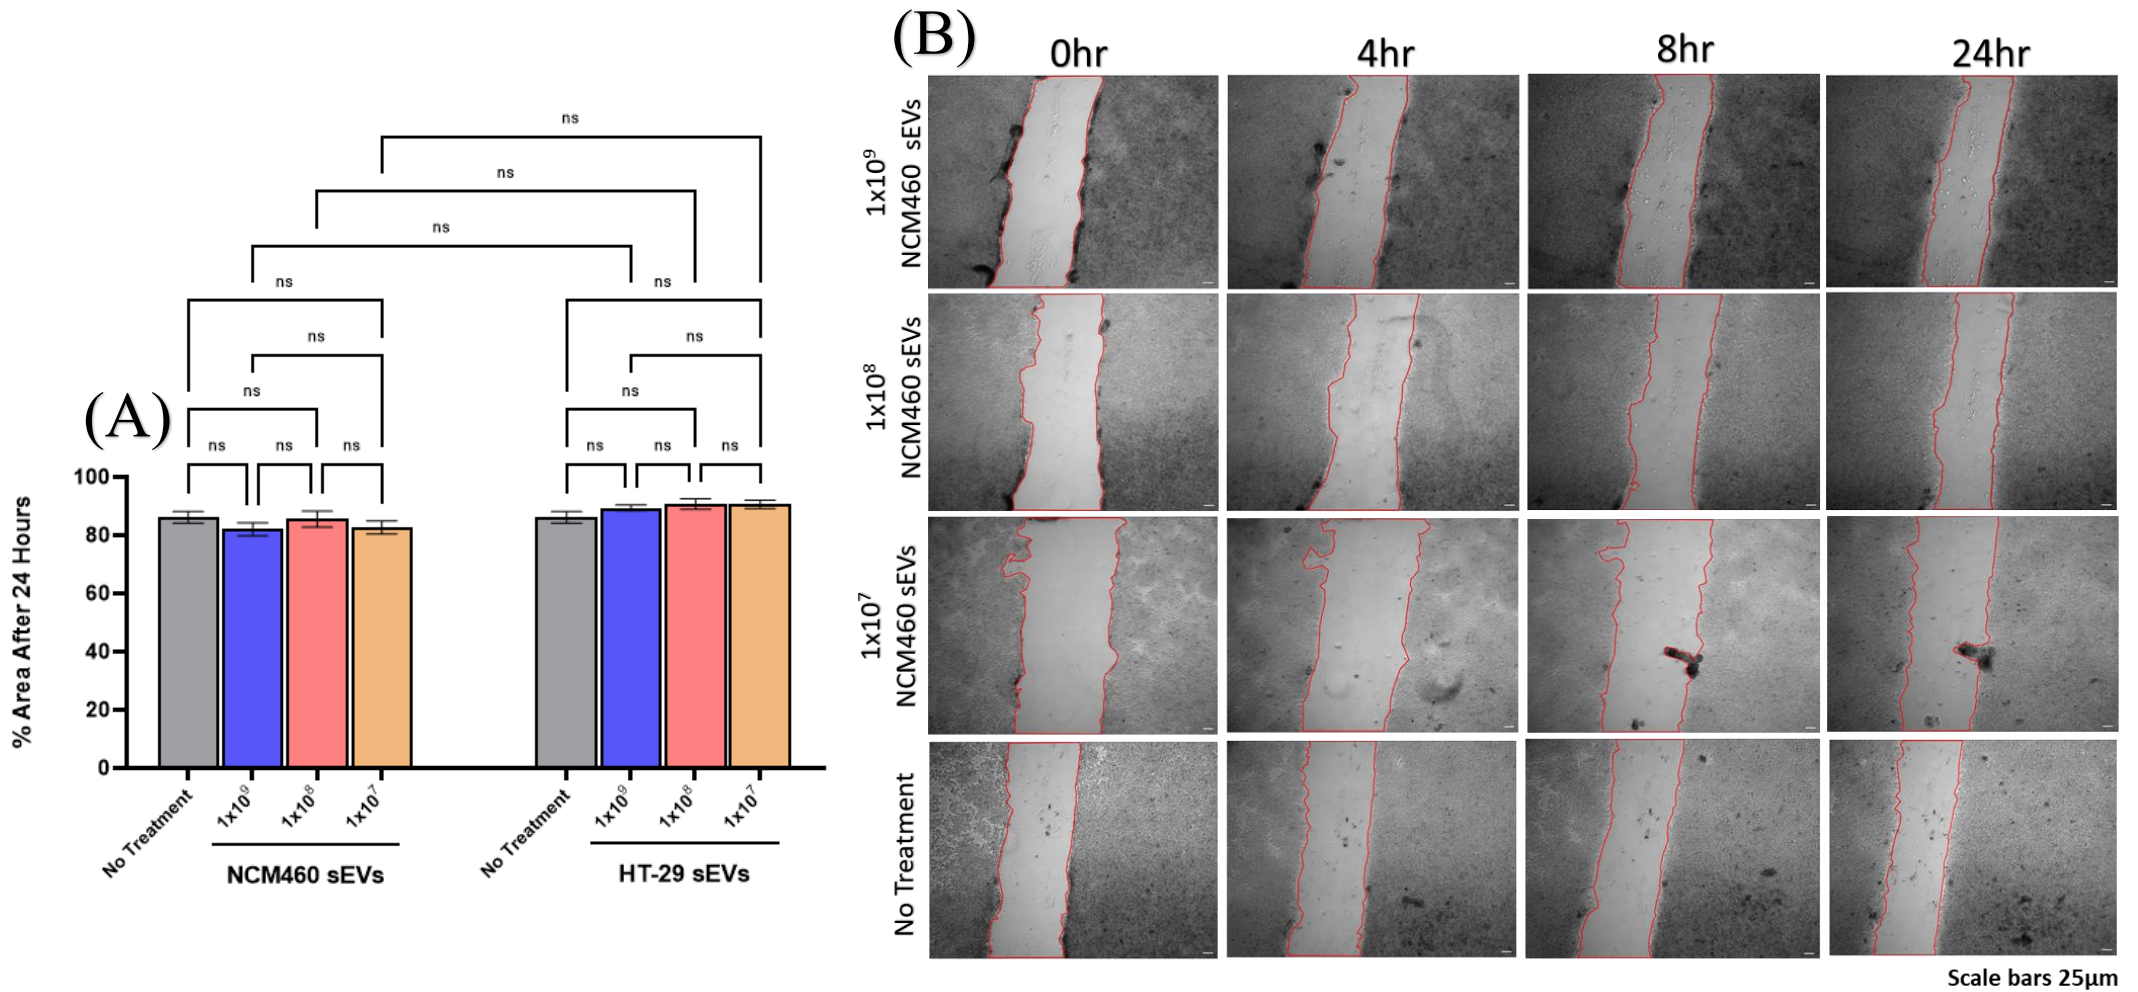 (A)
ns
ns
ns
ns ns
ns ns
ns ns
ns ns ns ns ns ns
% Area After 24 Hours
100
80
60
40
20
0
No Treatment 1x10⁹ 1x10⁸ 1x10⁷ No Treatment 1x10⁹ 1x10⁸ 1x10⁷
NCM460 sEVs HT-29 sEVs
(B)
0hr 4hr 8hr 24hr
1x10⁹
NCM460 sEVs
1x10⁸
NCM460 sEVs
1x10⁷
NCM460 sEVs
No Treatment
Scale bars 25µm